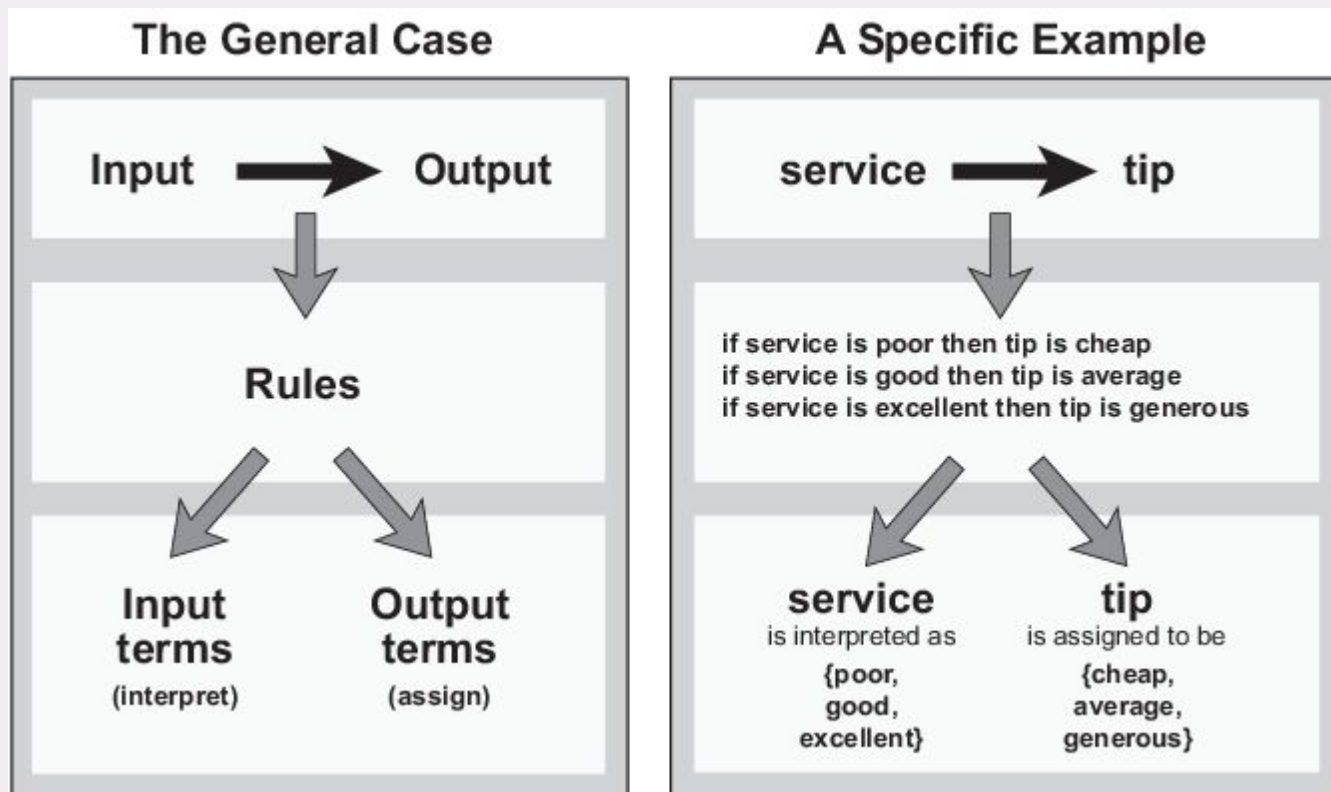 The General Case
Input Output
Rules
Input
terms
(interpret)
Output
terms
(assign)
A Specific Example
service tip
if service is poor then tip is cheap
if service is good then tip is average
if service is excellent then tip is generous
service
is interpreted as
{poor,
good,
excellent}
tip
is assigned to be
{cheap,
average,
generous}